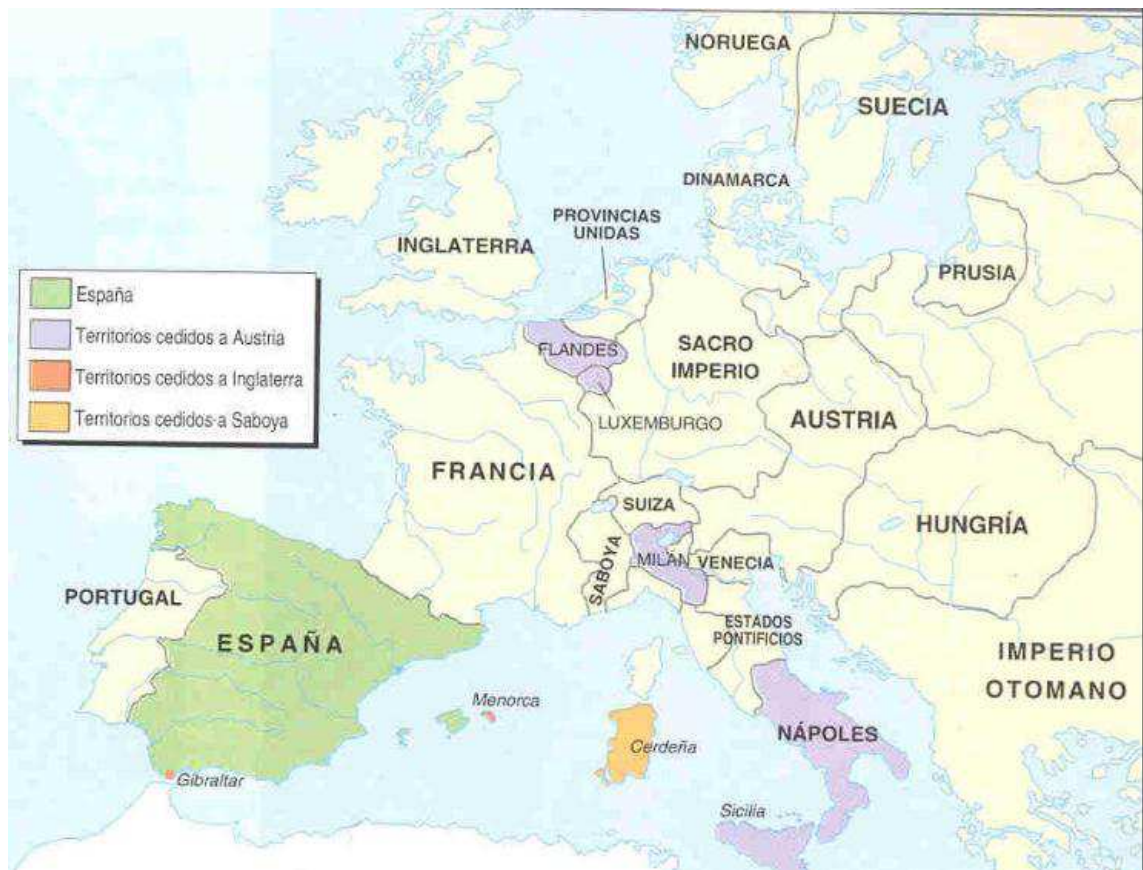 NORUEGA
SUECIA
DINAMARCA
PROVINCIAS
UNIDAS
INGLATERRA
PRUSIA
España
Territorios cedidos a Austria
Territorios cedidos a Inglaterra
Territorios cedidos a Saboya
FLANDES
SACRO
IMPERIO
LUXEMBURGO
AUSTRIA
FRANCIA
SUIZA
HUNGRÍA
SABOYA
MILÁN
VENECIA
PORTUGAL
ESPAÑA
ESTADOS
PONTIFICIOS
IMPERIO
OTOMANO
Menorca
Cerdeña
NÁPOLES
Gibraltar
Sicilia